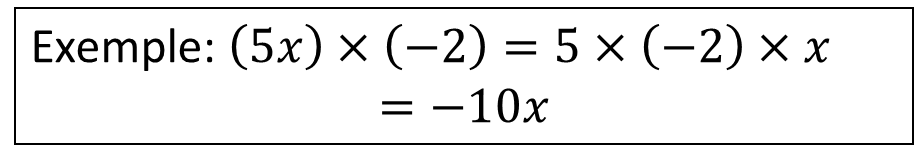 Exemple: (5x) × (−2) = 5 × (−2) × x
= −10x